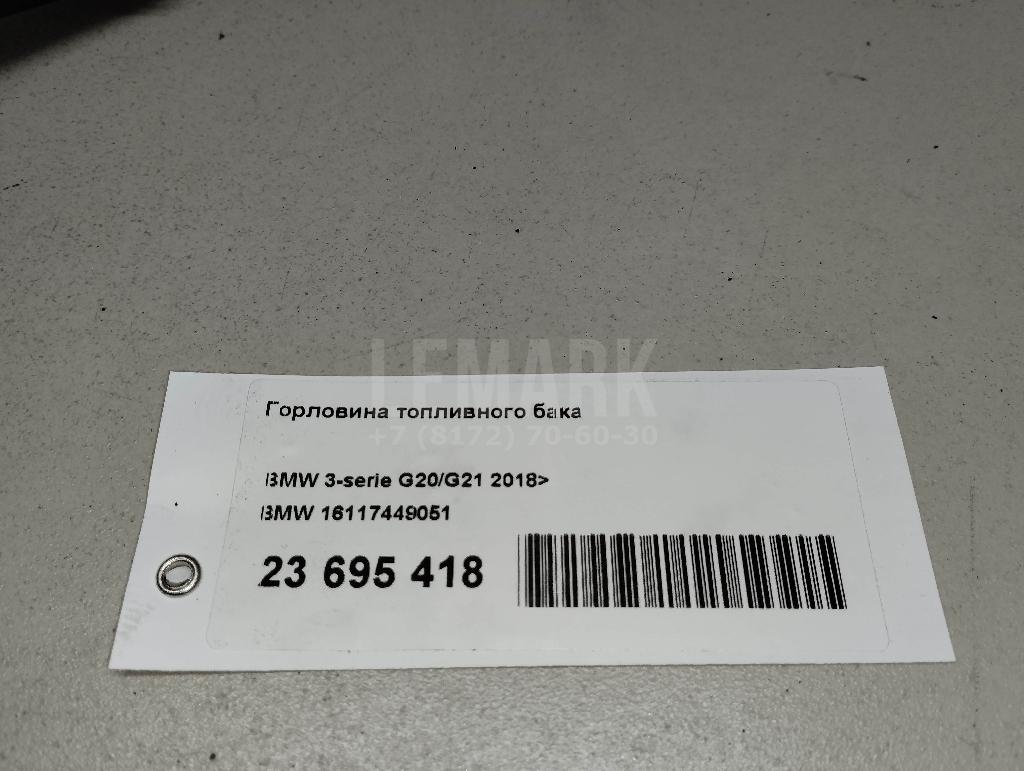 LEMARK
Горловина топливного бака
+7 (8172) 70-60-30
BMW 3-serie G20/G21 2018>
BMW 16117449051
23 695 418